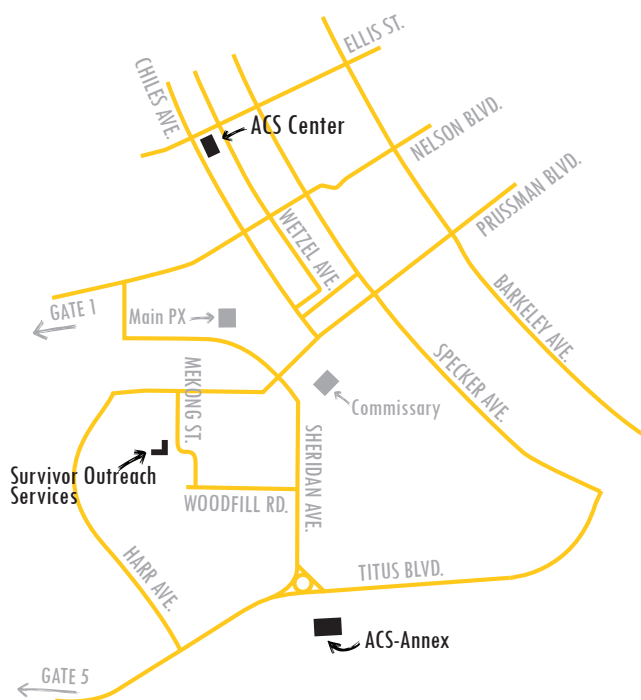 ELLIS ST.
CHILES AVE.
ACS Center
NELSON BLVD.
PRUSSMAN BLVD.
WETZEL AVE.
BARKELEY AVE.
GATE 1
Main PX
SPECKER AVE.
MEKONG ST.
Commissary
SHERIDAN AVE.
Survivor Outreach
Services
WOODFILL RD.
HARR AVE.
TITUS BLVD.
ACS-Annex
GATE 5